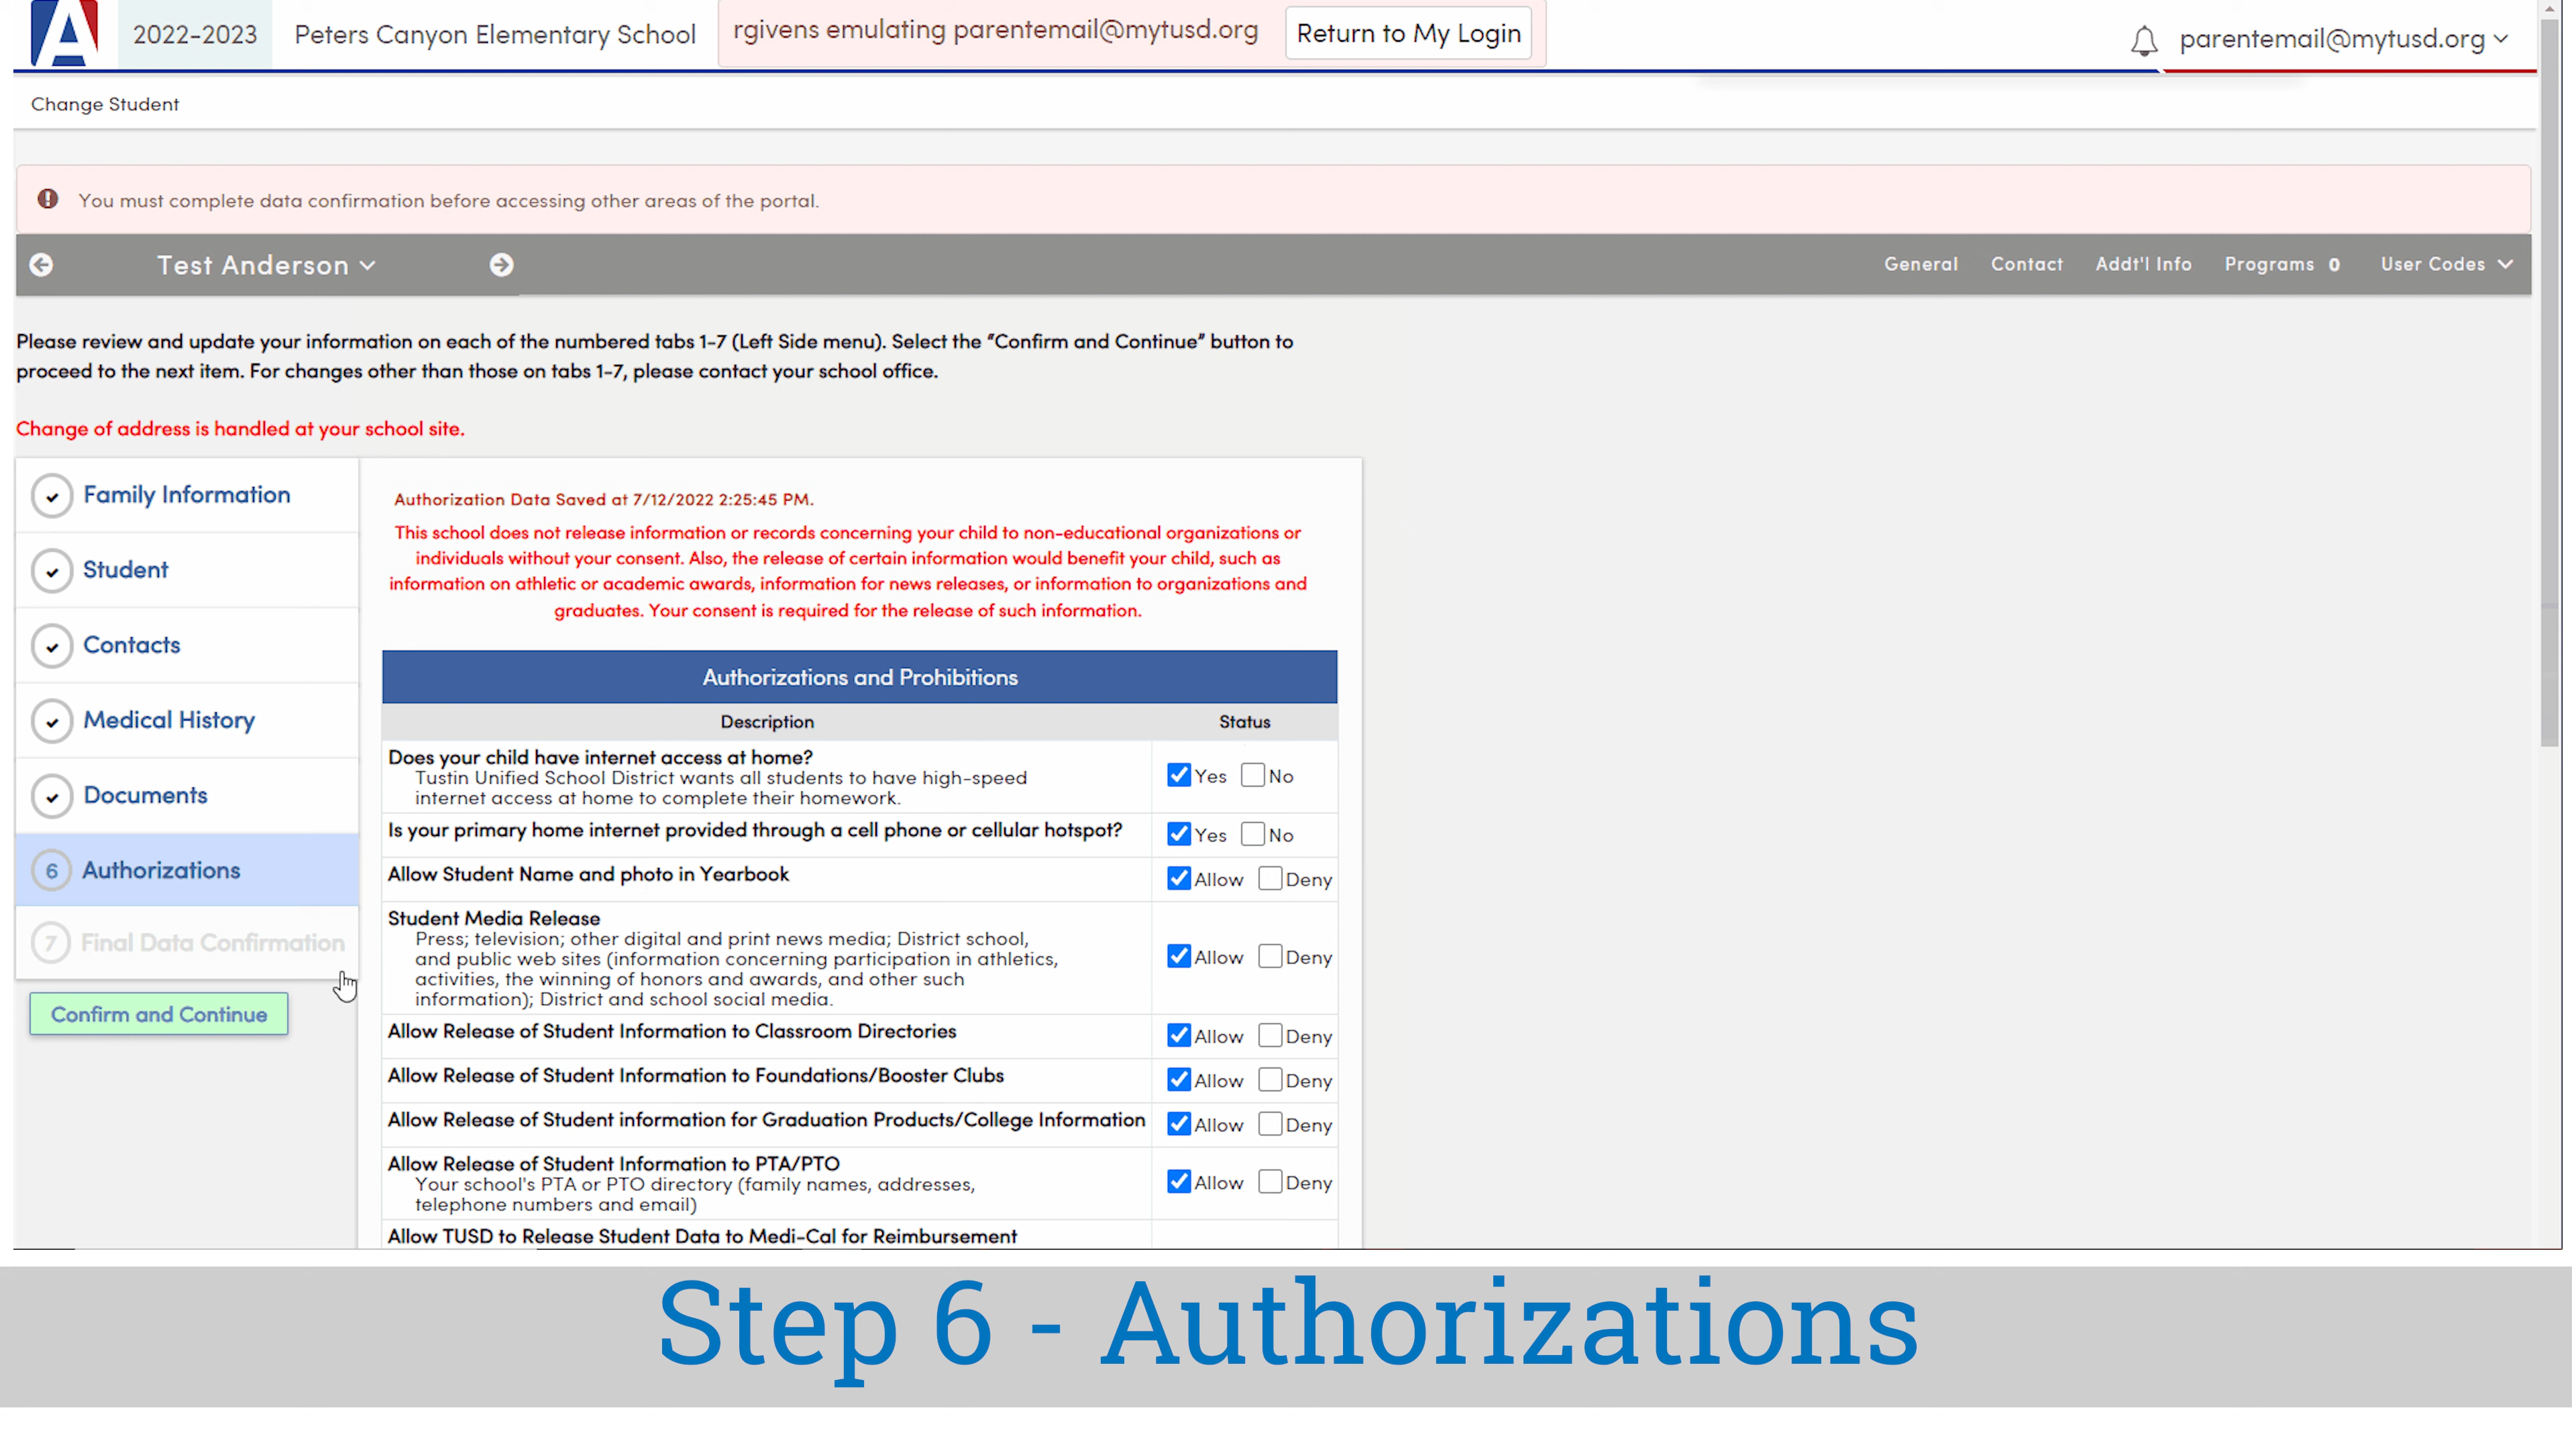 2022-2023 Peters Canyon Elementary School rgivens emulating parentemail@mytusd.org Return to My Login parentemail@mytusd.org
Change Student
You must complete data confirmation before accessing other areas of the portal.
Test Anderson General Contact Addt'l Info Programs 0 User Codes
Please review and update your information on each of the numbered tabs 1-7 (Left Side menu). Select the "Confirm and Continue" button to
proceed to the next item. For changes other than those on tabs 1-7, please contact your school office.
Change of address is handled at your school site.
Family Information
Student
Contacts
Medical History
Documents
6 Authorizations
7 Final Data Confirmation
Confirm and Continue
Authorization Data Saved at 7/12/2022 2:25:45 PM.
This school does not release information or records concerning your child to non-educational organizations or
individuals without your consent. Also, the release of certain information would benefit your child, such as
information on athletic or academic awards, information for news releases, or information to organizations and
graduates. Your consent is required for the release of such information.
Authorizations and Prohibitions
Description Status
Does your child have internet access at home?
Tustin Unified School District wants all students to have high-speed
internet access at home to complete their homework.
Yes No
Is your primary home internet provided through a cell phone or cellular hotspot? Yes No
Allow Student Name and photo in Yearbook Allow Deny
Student Media Release
Press; television; other digital and print news media; District school,
and public web sites (information concerning participation in athletics,
activities, the winning of honors and awards, and other such
information); District and school social media.
Allow Deny
Allow Release of Student Information to Classroom Directories Allow Deny
Allow Release of Student Information to Foundations/Booster Clubs Allow Deny
Allow Release of Student information for Graduation Products/College Information Allow Deny
Allow Release of Student Information to PTA/PTO
Your school's PTA or PTO directory (family names, addresses,
telephone numbers and email)
Allow Deny
Allow TUSD to Release Student Data to Medi-Cal for Reimbursement
Step 6 - Authorizations